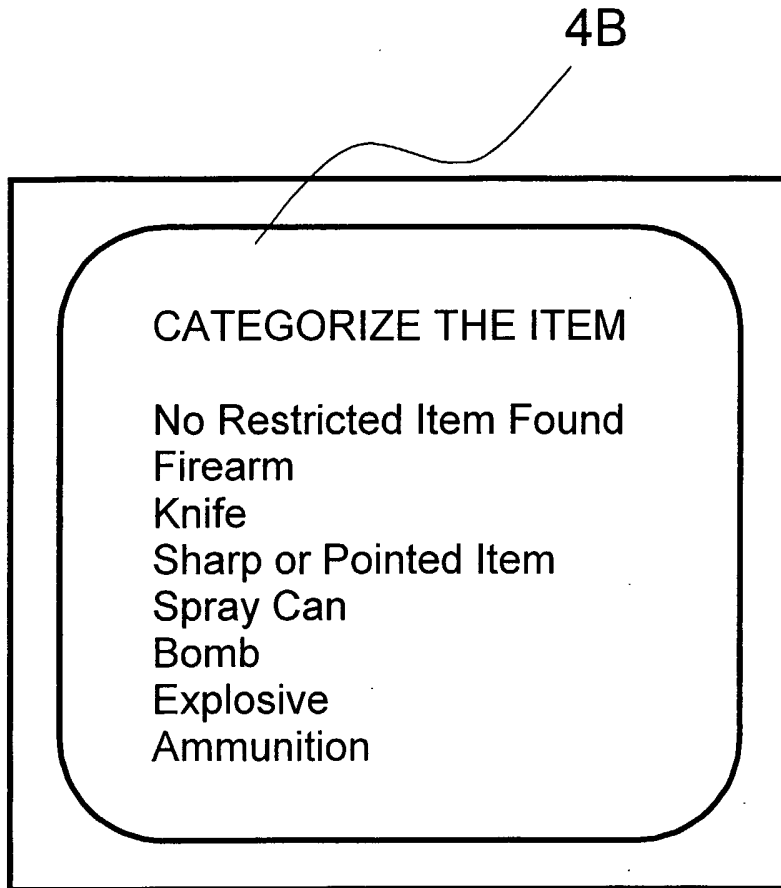 4B
CATEGORIZE THE ITEM
No Restricted Item Found
Firearm
Knife
Sharp or Pointed Item
Spray Can
Bomb
Explosive
Ammunition